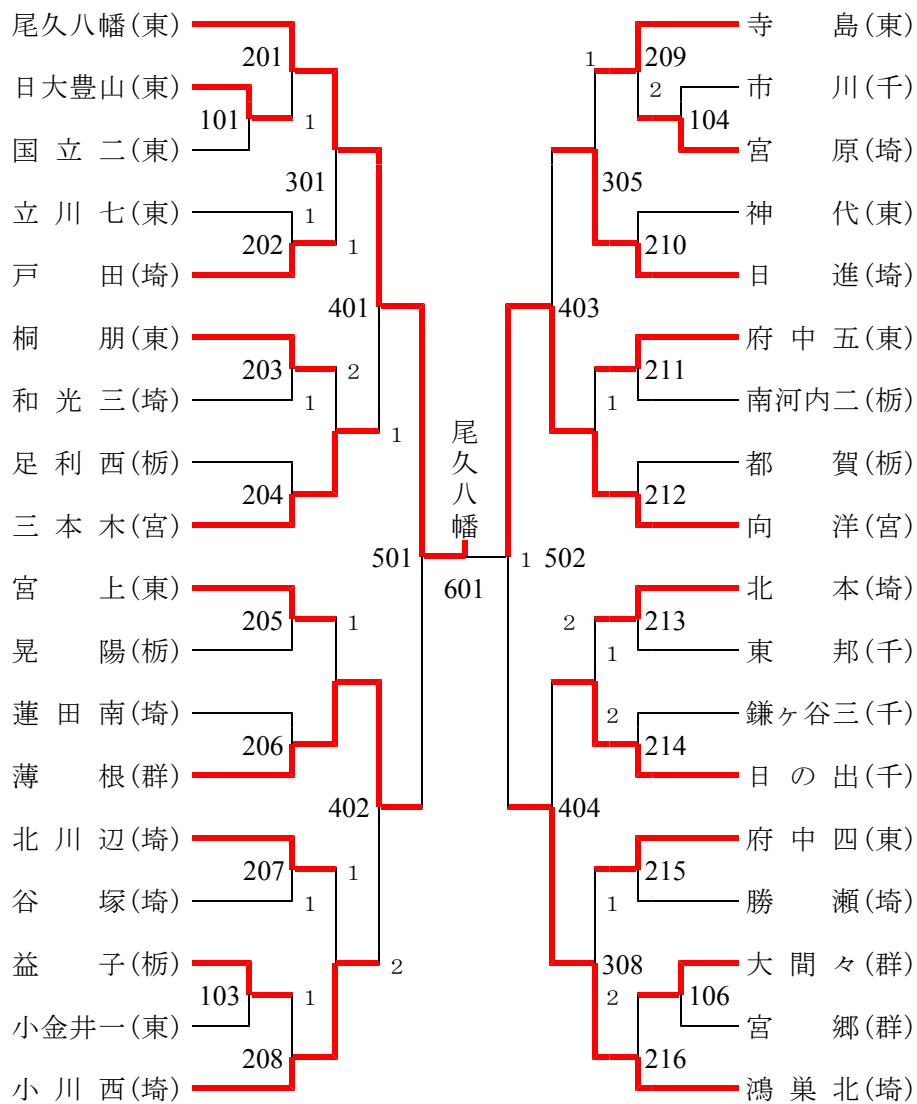 尾久八幡(東)
201
日大豊山(東)
101
1
国立二(東)
301
立川七(東)
1
202
1
戸田(埼)
401
桐朋(東)
203
2
和光三(埼)
1
1
足利西(栃)
204
三本木(宮)
501
宮上(東)
205
1
晃陽(栃)
蓮田南(埼)
206
薄根(群)
402
北川辺(埼)
207
1
谷塚(埼)
1
益子(栃)
2
103
1
小金井一(東)
208
小川西(埼)
尾久八幡
601
寺島(東)
1
209
市川(千)
2
104
宮原(埼)
305
神代(東)
210
日進(埼)
403
府中五(東)
211
1
南河内二(栃)
都賀(栃)
212
向洋(宮)
1
502
北本(埼)
2
213
1
東邦(千)
鎌ヶ谷三(千)
2
214
日の出(千)
404
府中四(東)
215
1
勝瀬(埼)
308
大間々(群)
2
106
宮郷(群)
216
鴻巣北(埼)